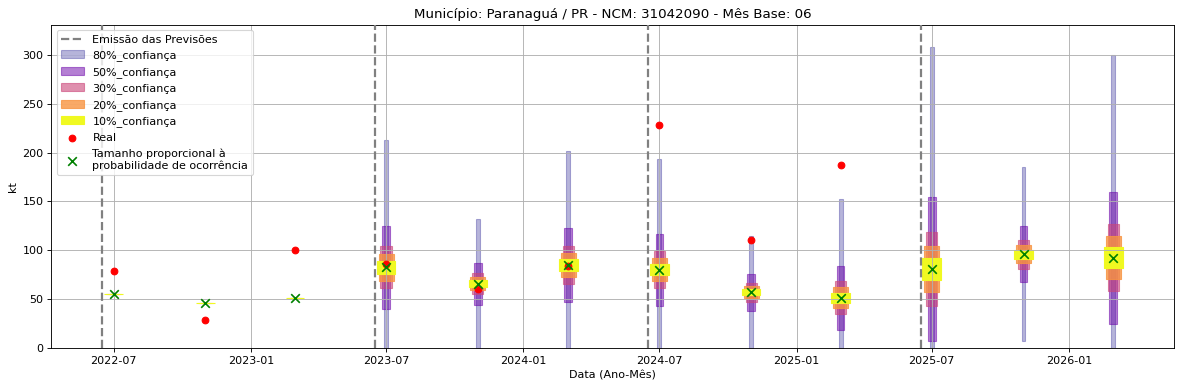 Município: Paranaguá / PR - NCM: 31042090 - Mês Base: 06
Emissão das Previsões
80%_confiança
50%_confiança
30%_confiança
20%_confiança
10%_confiança
Real
Tamanho proporcional à
probabilidade de ocorrência
kt
300
250
200
150
100
50
0
2022-07
2023-01
2023-07
2024-01
2024-07
2025-01
2025-07
2026-01
Data (Ano-Mês)